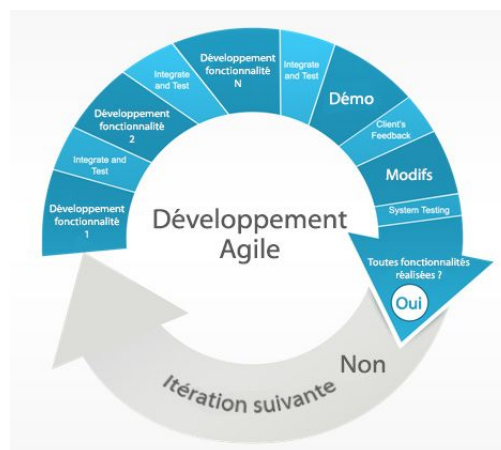 Développement
fonctionnalité
1
Integrate and
Test
Développement
fonctionnalité
2
Integrate
and Test
Développement
fonctionnalité
N
Integrate
and Test
Démo
Client's
Feedback
Modifs
System Testing
Toutes fonctionnalités
réalisées ?
Oui
Non
Itération suivante
Développement
Agile